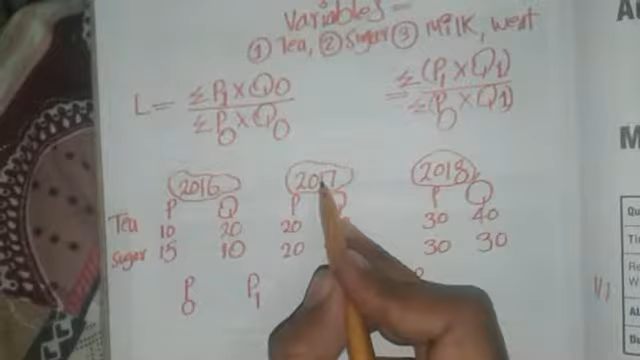 Variables =
① Tea, ② Sugar ③ Milk, west
L = ΣP1 × Q0 / ΣP0 × Q0
= Σ(P1 × Q1) / Σ(P0 × Q1)
2016 2017 2018
P Q P P Q
Tea 10 20 20 30 40
Sugar 15 10 20 30 30
P0 P1